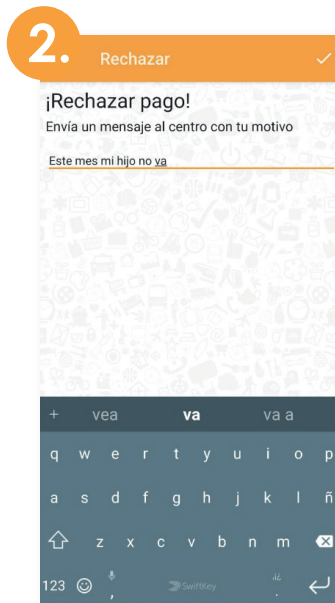 2.
Rechazar
¡Rechazar pago!
Envía un mensaje al centro con tu motivo
Este mes mi hijo no va
+ vea va va a
q w e r t y u i o p
a s d f g h j k l ñ
z x c v b n m
123 , SwiftKey .